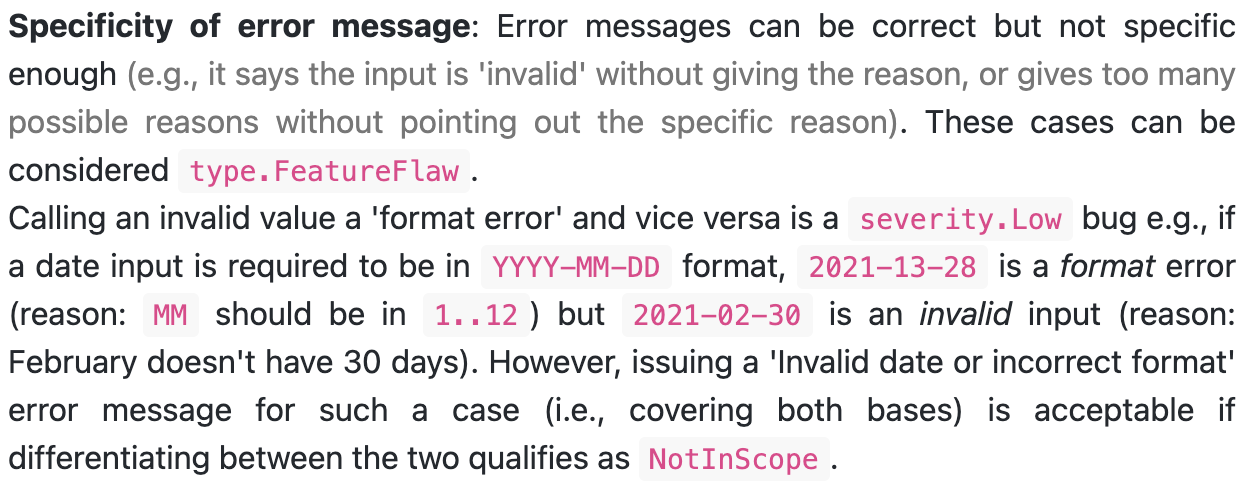 Specificity of error message: Error messages can be correct but not specific
enough (e.g., it says the input is 'invalid' without giving the reason, or gives too many
possible reasons without pointing out the specific reason). These cases can be
considered type.FeatureFlaw.
Calling an invalid value a 'format error' and vice versa is a severity.Low bug e.g., if
a date input is required to be in YYYY-MM-DD format, 2021-13-28 is a format error
(reason: MM should be in 1..12) but 2021-02-30 is an invalid input (reason:
February doesn't have 30 days). However, issuing a 'Invalid date or incorrect format'
error message for such a case (i.e., covering both bases) is acceptable if
differentiating between the two qualifies as NotInScope.